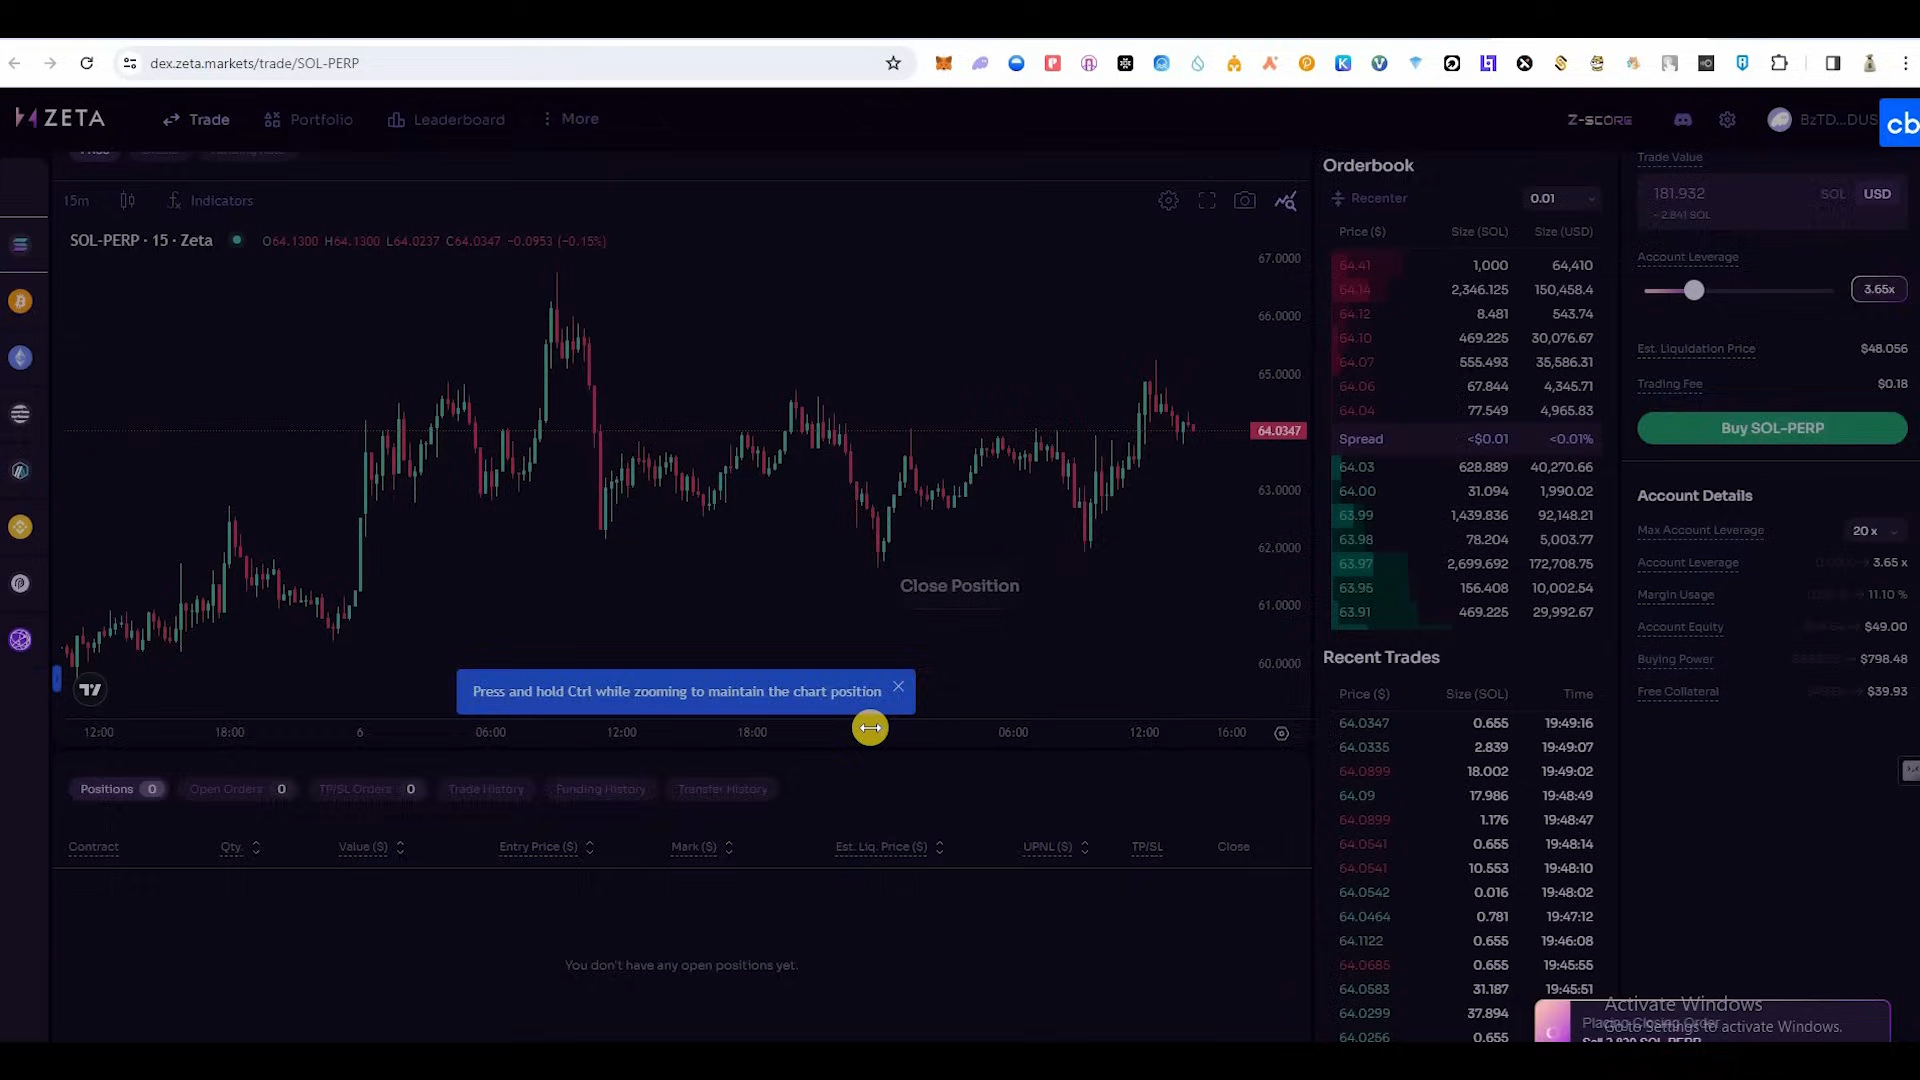 dex.zeta.markets/trade/SOL-PERP
ZETA
Trade
Portfolio
Leaderboard
More
Z-SCORE
BzTD...DUS
cb
Price
Funding Rate
15m
Indicators
SOL-PERP · 15 · Zeta
O64.1300 H64.1300 L64.0237 C64.0347 −0.0953 (−0.15%)
67.0000
66.0000
65.0000
64.0347
63.0000
62.0000
61.0000
60.0000
Close Position
Press and hold Ctrl while zooming to maintain the chart position
12:00 18:00 6 06:00 12:00 18:00 06:00 12:00 16:00
Positions 0
Open Orders 0
TP/SL Orders 0
Trade History
Funding History
Transfer History
Contract Qty. Value ($) Entry Price ($) Mark ($) Est. Liq. Price ($) UPNL ($) TP/SL Close
You don't have any open positions yet.
Orderbook
Recenter 0.01
Price ($) Size (SOL) Size (USD)
64.41 1,000 64,410
64.14 2,346.125 150,458.4
64.12 8.481 543.74
64.10 469.225 30,076.67
64.07 555.493 35,586.31
64.06 67.844 4,345.71
64.04 77.549 4,965.83
Spread <$0.01 <0.01%
64.03 628.889 40,270.66
64.00 31.094 1,990.02
63.99 1,439.836 92,148.21
63.98 78.204 5,003.77
63.97 2,699.692 172,708.75
63.95 156.408 10,002.54
63.91 469.225 29,992.67
Recent Trades
Price ($) Size (SOL) Time
64.0347 0.655 19:49:16
64.0335 2.839 19:49:07
64.0899 18.002 19:49:02
64.09 17.986 19:48:49
64.0899 1.176 19:48:47
64.0541 0.655 19:48:14
64.0541 10.553 19:48:10
64.0542 0.016 19:48:02
64.0464 0.781 19:47:12
64.1122 0.655 19:46:08
64.0685 0.655 19:45:55
64.0583 31.187 19:45:51
64.0299 37.894
64.0256 0.655
Trade Value
181.932 SOL USD
~ 2.841 SOL
Account Leverage
3.65x
Est. Liquidation Price $48.056
Trading Fee $0.18
Buy SOL-PERP
Account Details
Max Account Leverage 20 x
Account Leverage 3.65 x
Margin Usage 11.10 %
Account Equity $49.00
Buying Power $798.48
Free Collateral $39.93
Activate Windows
Go to Settings to activate Windows.
Placing Closing Order